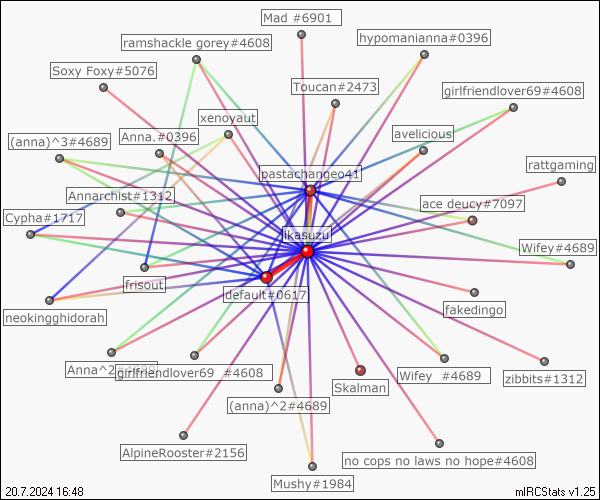 Mad #6901
ramshackle gorey#4608
hypomanianna#0396
Soxy Foxy#5076
Toucan#2473
girlfriendlover69#4608
xenoyaut
(anna)^3#4689
Anna.#0396
avelicious
rattgaming
pastachangeo41
Annarchist#1312
ace deucy#7097
Cypha#1717
ikasuzu
Wifey#4689
frisout
default#0617
neokingghidorah
fakedingo
Anna^2#4689
girlfriendlover69 #4608
Wifey #4689
zibbits#1312
Skalman
(anna)^2#4689
AlpineRooster#2156
no cops no laws no hope#4608
Mushy#1984
20.7.2024 16:48
mIRCStats v1.25